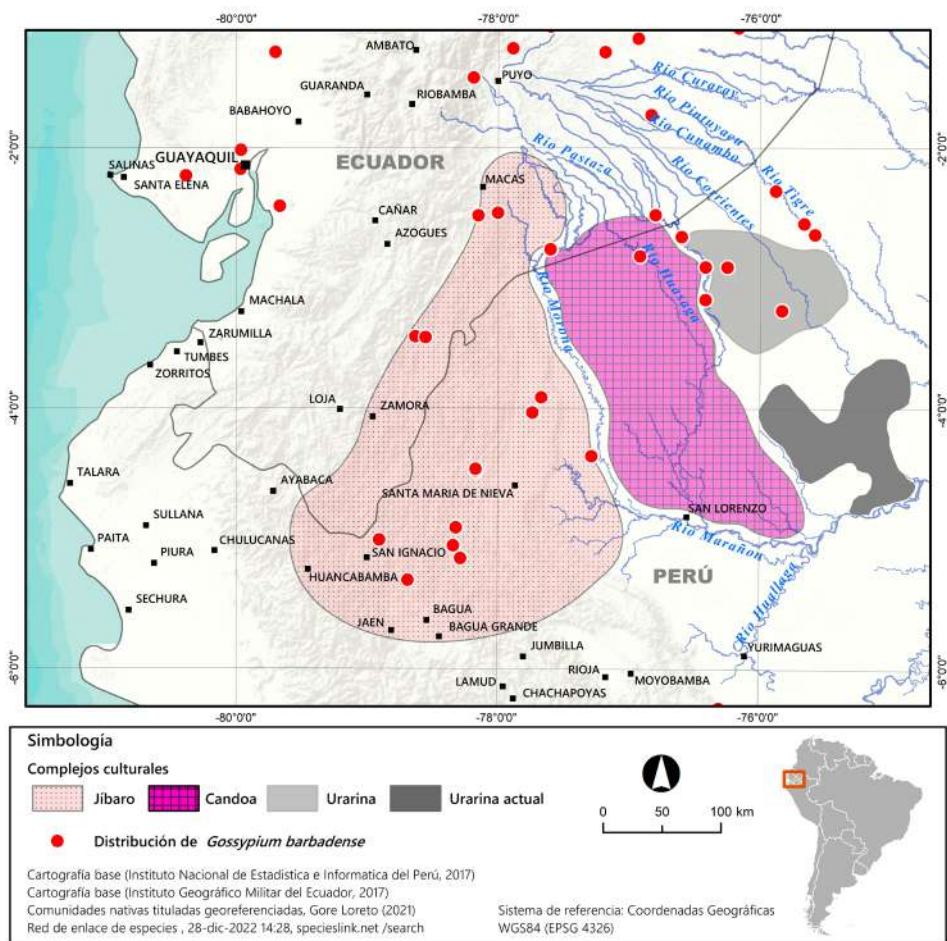 -80°0'0"
-78°0'0"
-76°0'0"
AMBATO
PUYO
GUARANDA
RIOBAMBA
BABAHOYO
Río Curaray
Río Pintuyacu
Río Cunambo
-2°0'0"
-2°0'0"
GUAYAQUIL
ECUADOR
Río Pastaza
Río Corrientes
Río Tigre
SALINAS
SANTA ELENA
MACAS
CAÑAR
AZOGUES
Río Huasaga
Río Morona
MACHALA
ZARUMILLA
TUMBES
ZORRITOS
-4°0'0"
-4°0'0"
LOJA
ZAMORA
TALARA
AYABACA
SANTA MARIA DE NIEVA
SULLANA
SAN LORENZO
PAITA
CHULUCANAS
PIURA
SAN IGNACIO
Río Marañon
HUANCABAMBA
PERÚ
SECHURA
BAGUA
JAEN
BAGUA GRANDE
Río Huallaga
JUMBILLA
YURIMAGUAS
-6°0'0"
-6°0'0"
RIOJA
MOYOBAMBA
LAMUD
CHACHAPOYAS
-80°0'0"
-78°0'0"
-76°0'0"
Simbología
Complejos culturales
Jíbaro
Candoa
Urarina
Urarina actual
0 50 100 km
Distribución de Gossypium barbadense
Cartografía base (Instituto Nacional de Estadistica e Informatica del Perú, 2017)
Cartografía base (Instituto Geográfico Militar del Ecuador, 2017)
Comunidades nativas tituladas georeferenciadas, Gore Loreto (2021)
Red de enlace de especies , 28-dic-2022 14:28, specieslink.net /search
Sistema de referencia: Coordenadas Geográficas
WGS84 (EPSG 4326)